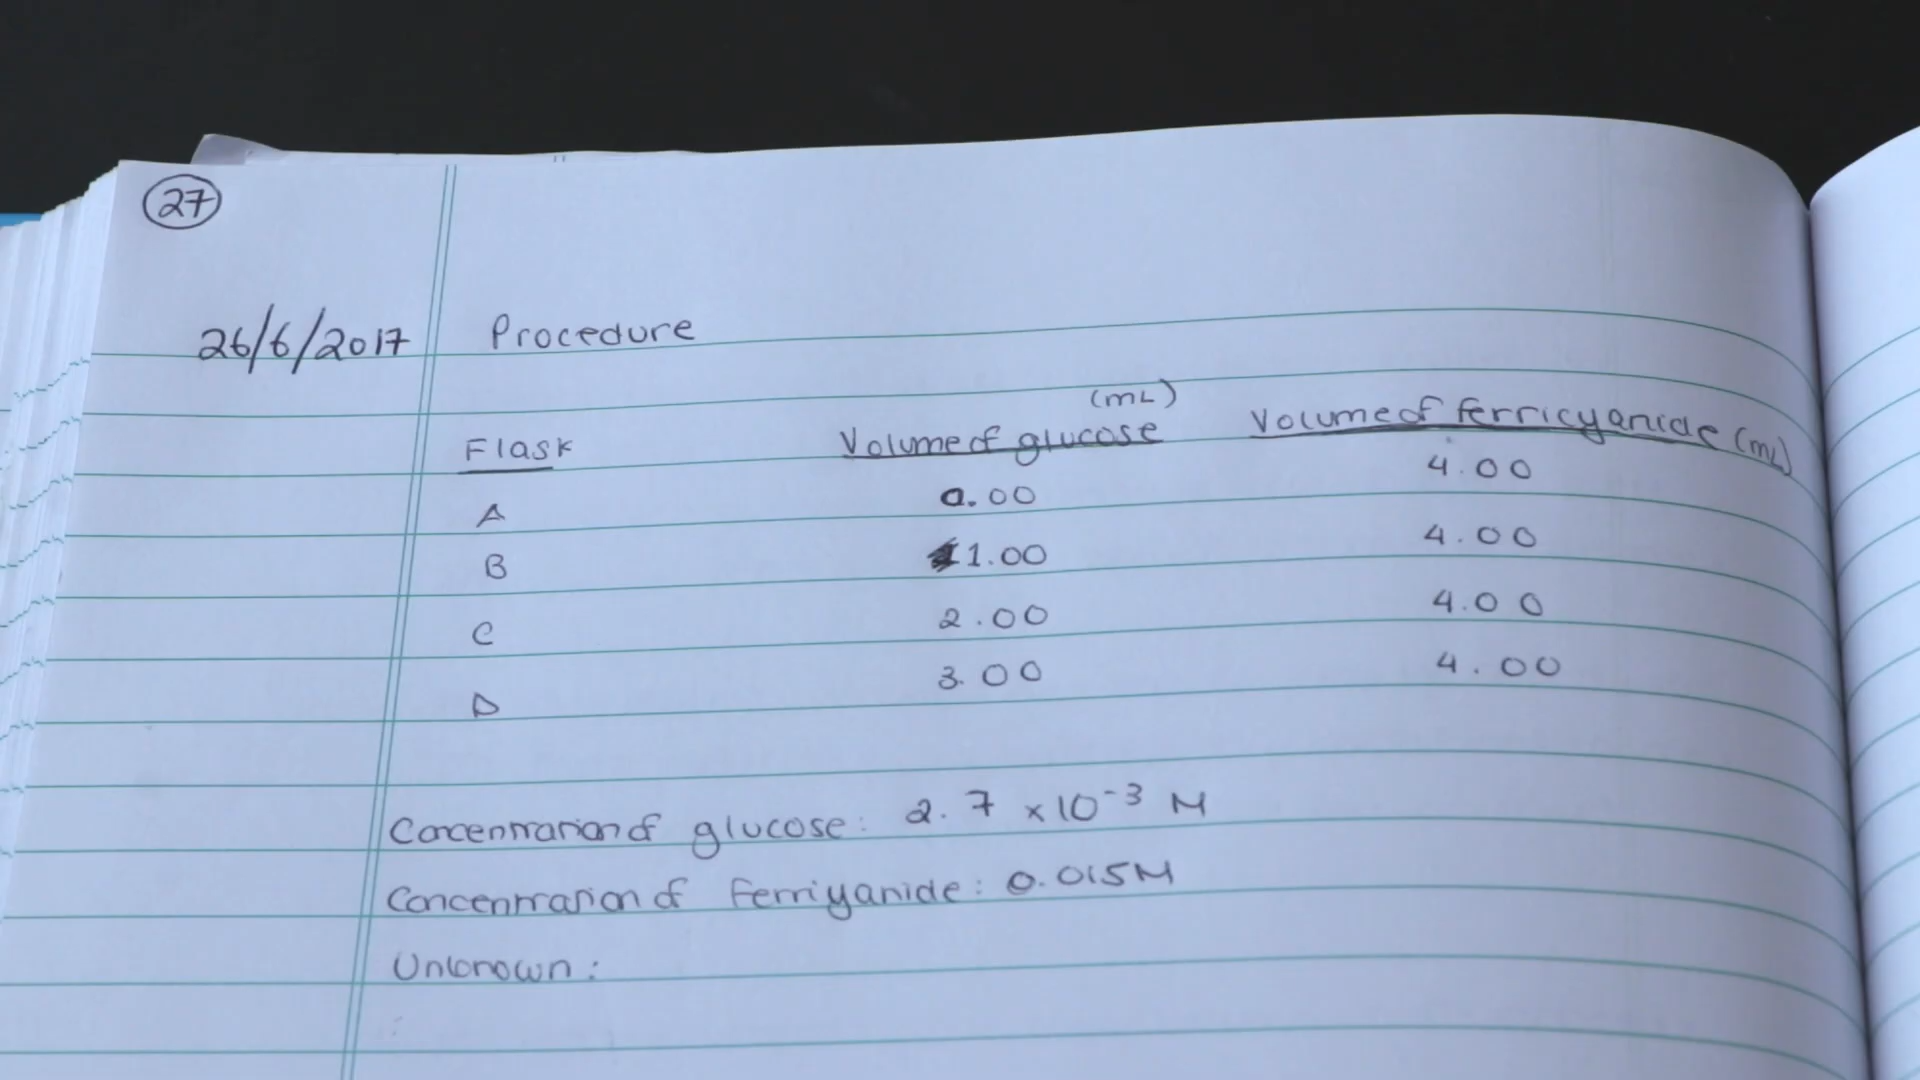 27
26/6/2017 Procedure
Flask Volume of glucose (mL) Volume of ferricyanide (mL)
A 0.00 4.00
B 1.00 4.00
C 2.00 4.00
D 3.00 4.00
Concentration of glucose: 2.7 ×10⁻³ M
Concentration of Ferriyanide: 0.015M
Unknown: